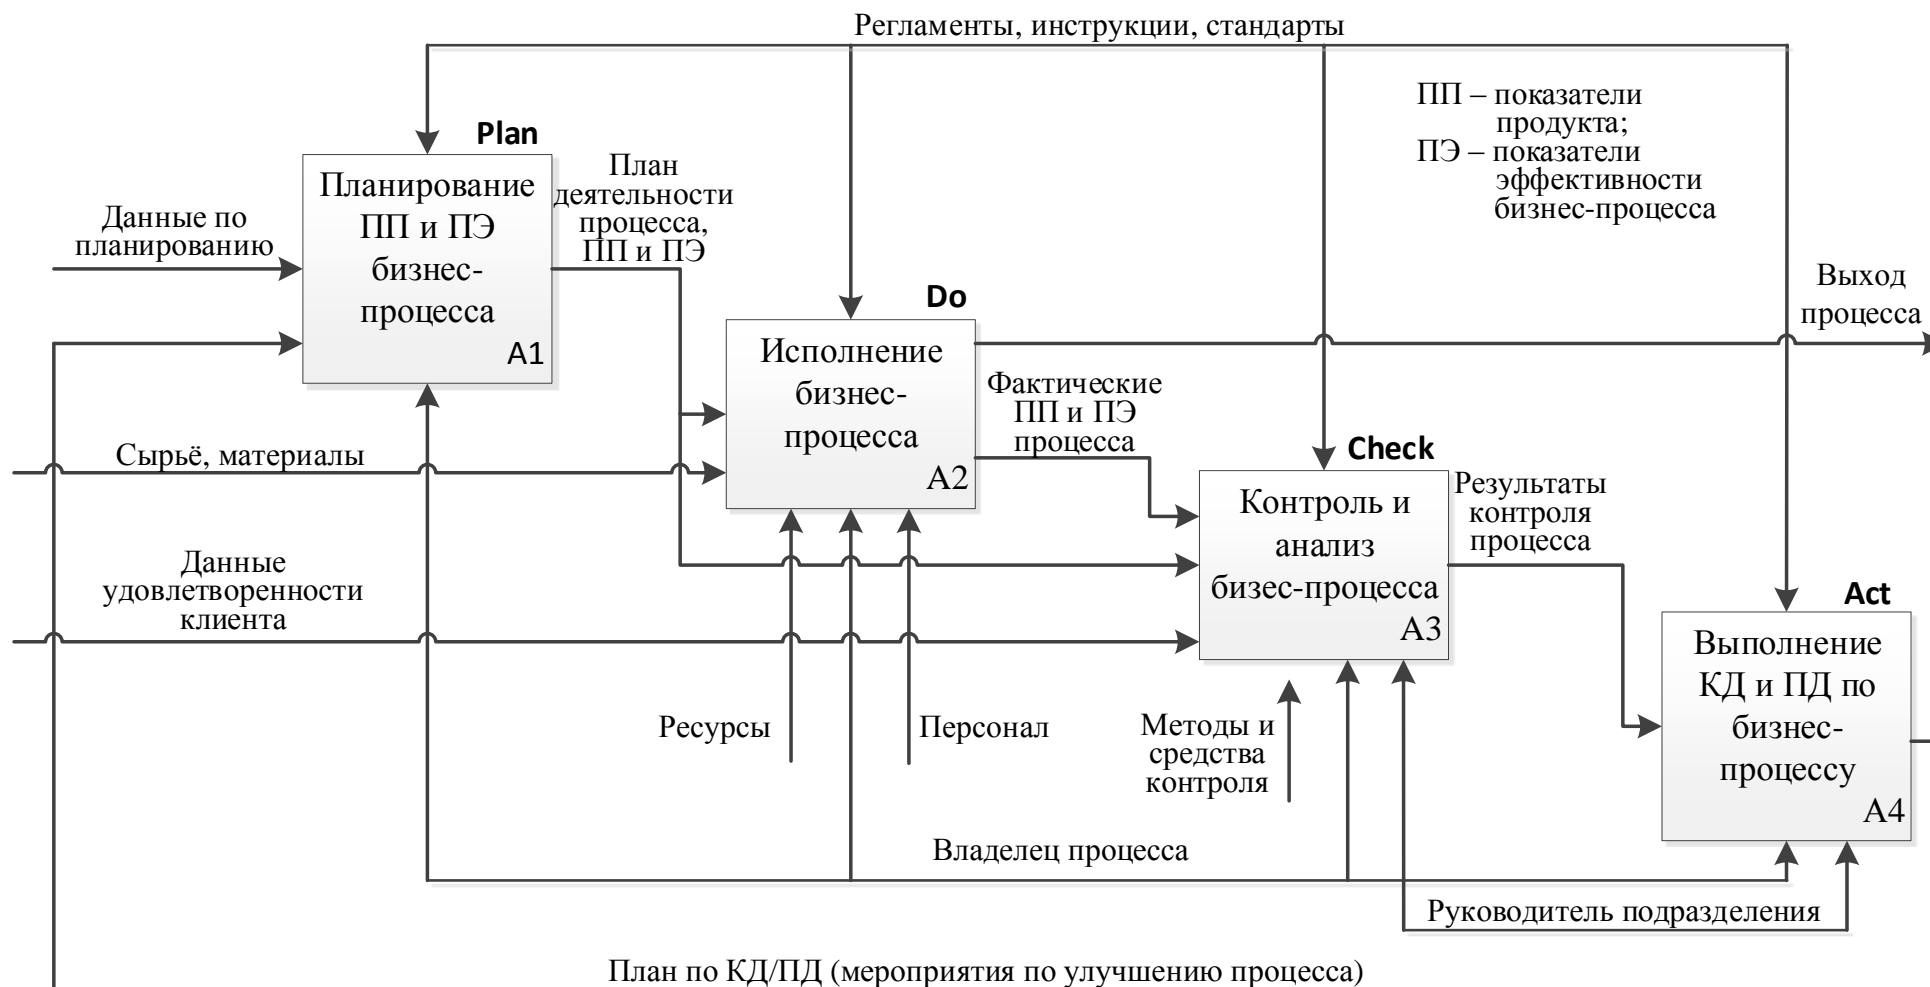 Регламенты, инструкции, стандарты
ПП – показатели
продукта;
ПЭ – показатели
эффективности
бизнес-процесса
Plan
Планирование
ПП и ПЭ
бизнес-
процесса
A1
Данные по
планированию
План
деятельности
процесса,
ПП и ПЭ
Do
Исполнение
бизнес-
процесса
А2
Выход
процесса
Сырьё, материалы
Фактические
ПП и ПЭ
процесса
Check
Контроль и
анализ
бизес-процесса
А3
Результаты
контроля
процесса
Данные
удовлетворенности
клиента
Act
Выполнение
КД и ПД по
бизнес-
процессу
А4
Ресурсы
Персонал
Методы и
средства
контроля
Владелец процесса
Руководитель подразделения
План по КД/ПД (мероприятия по улучшению процесса)